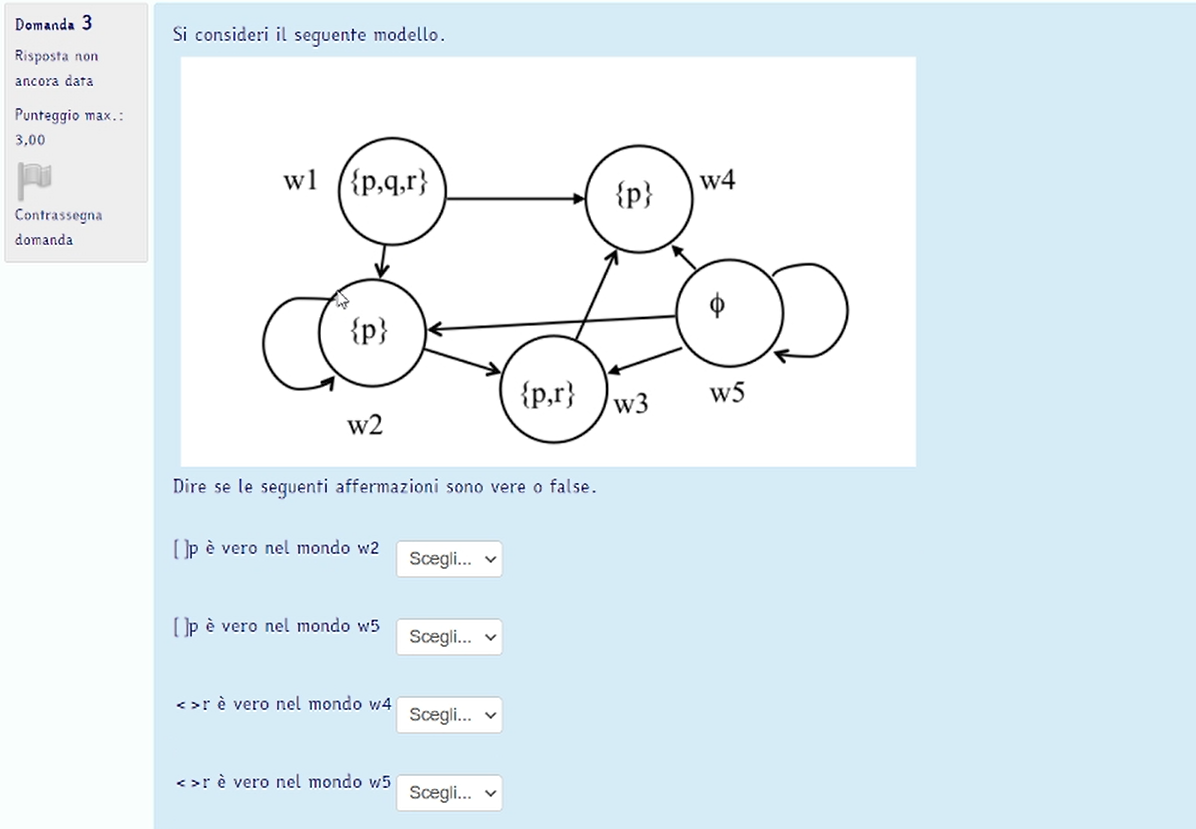 Domanda 3
Risposta non
ancora data
Punteggio max.:
3,00
Contrassegna
domanda
Si consideri il seguente modello.
w1 {p,q,r} {p} w4
{p} ϕ
{p,r} w3 w5
w2
Dire se le seguenti affermazioni sono vere o false.
[ ]p è vero nel mondo w2 Scegli...
[ ]p è vero nel mondo w5 Scegli...
< >r è vero nel mondo w4 Scegli...
< >r è vero nel mondo w5 Scegli...